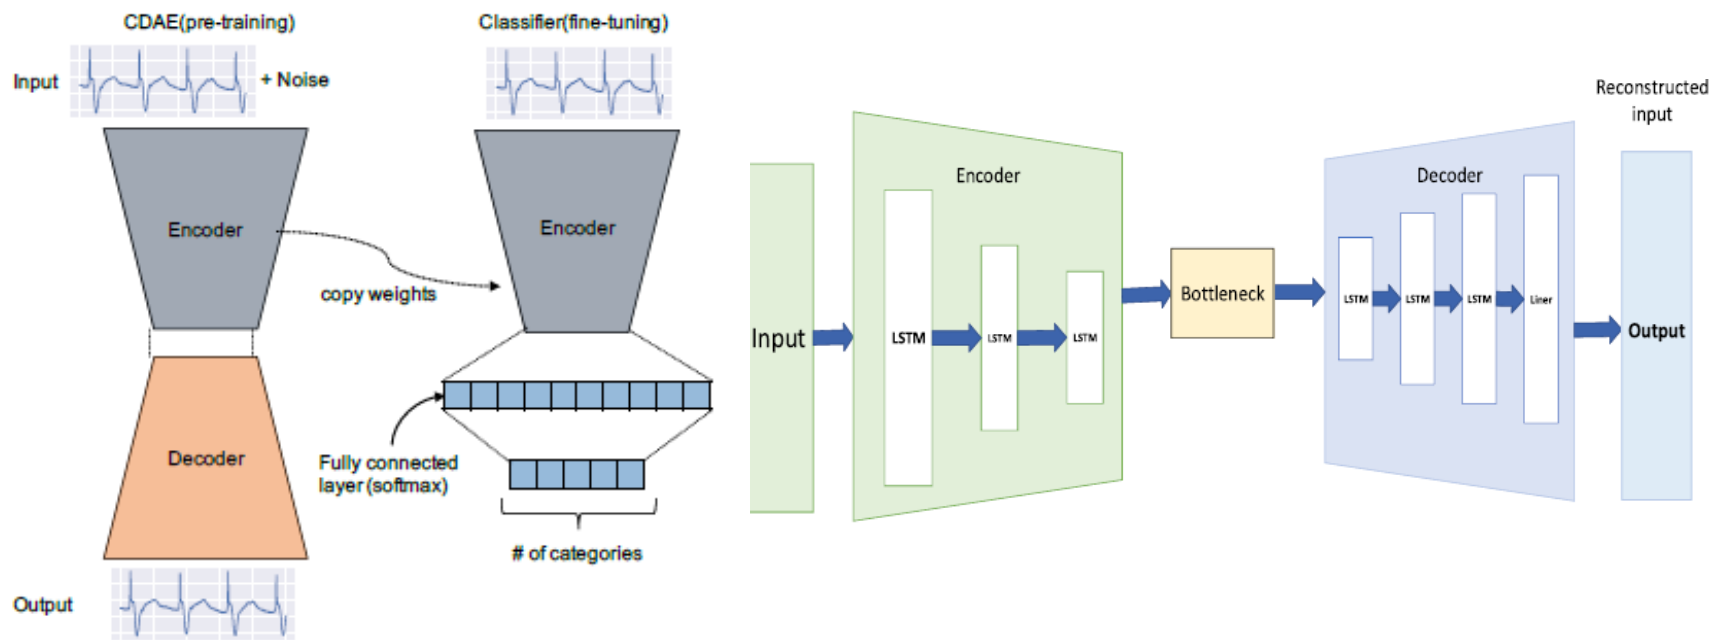 CDAE(pre-training)
Input
+ Noise
Encoder
copy weights
Decoder
Output
Classifier(fine-tuning)
Encoder
Fully connected
layer (softmax)
# of categories
Input
Encoder
LSTM
LSTM
LSTM
Bottleneck
Decoder
LSTM
LSTM
LSTM
Liner
Reconstructed
input
Output